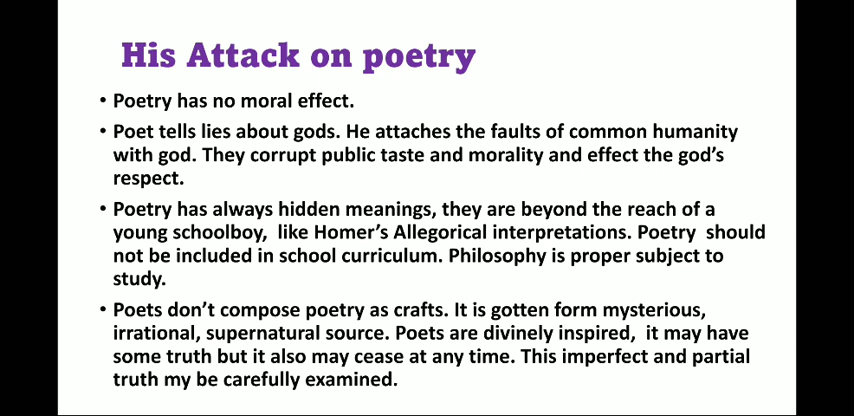 His Attack on poetry
• Poetry has no moral effect.
• Poet tells lies about gods. He attaches the faults of common humanity
with god. They corrupt public taste and morality and effect the god's
respect.
• Poetry has always hidden meanings, they are beyond the reach of a
young schoolboy,  like Homer's Allegorical interpretations. Poetry  should
not be included in school curriculum. Philosophy is proper subject to
study.
• Poets don't compose poetry as crafts. It is gotten form mysterious,
irrational, supernatural source. Poets are divinely inspired,  it may have
some truth but it also may cease at any time. This imperfect and partial
truth my be carefully examined.